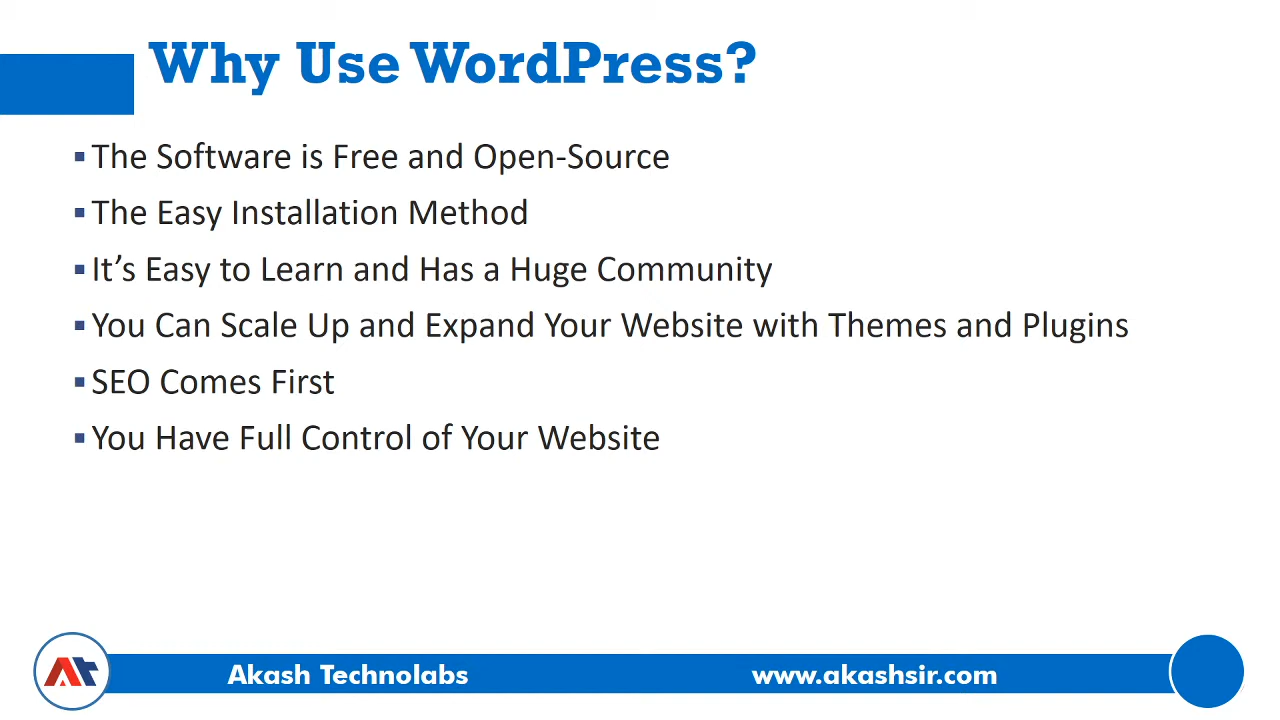 Why Use WordPress?
▪The Software is Free and Open-Source
▪The Easy Installation Method
▪It’s Easy to Learn and Has a Huge Community
▪You Can Scale Up and Expand Your Website with Themes and Plugins
▪SEO Comes First
▪You Have Full Control of Your Website
At
Akash Technolabs
www.akashsir.com